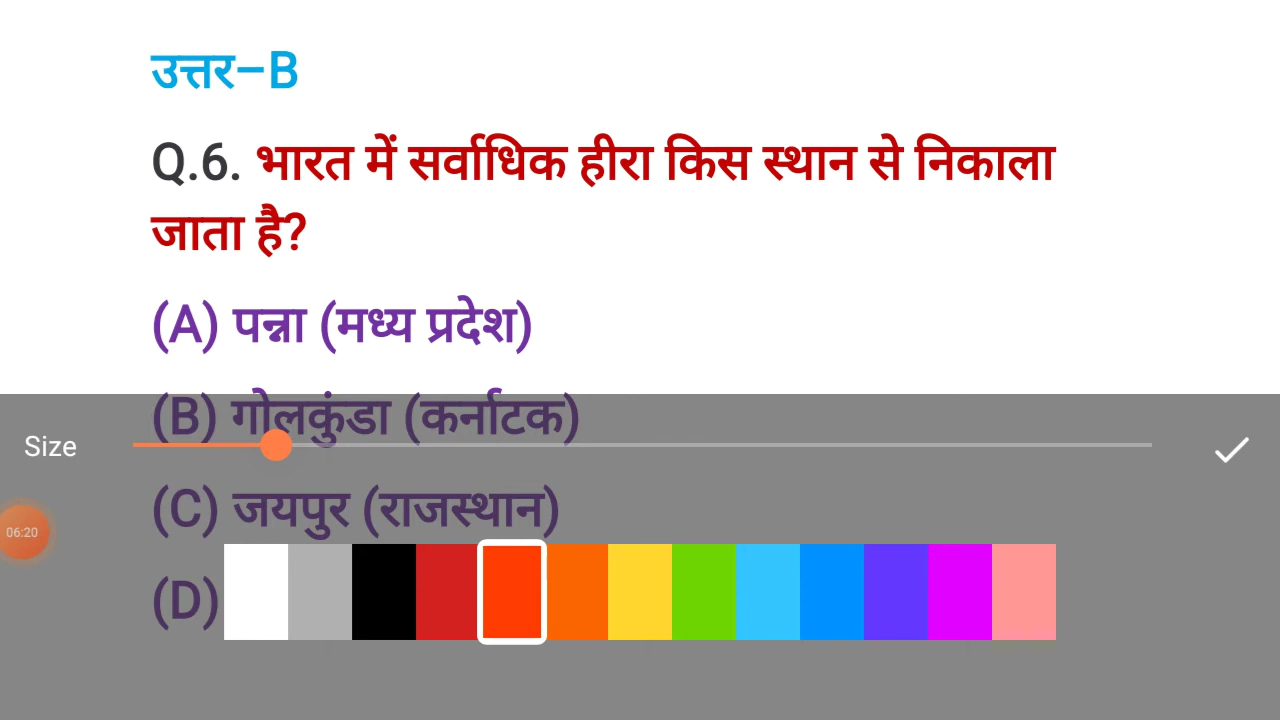 उत्तर–B
Q.6. भारत में सर्वाधिक हीरा किस स्थान से निकाला
जाता है?
(A) पन्ना (मध्य प्रदेश)
(B) गोलकुंडा (कर्नाटक)
Size
(C) जयपुर (राजस्थान)
06:20
(D)